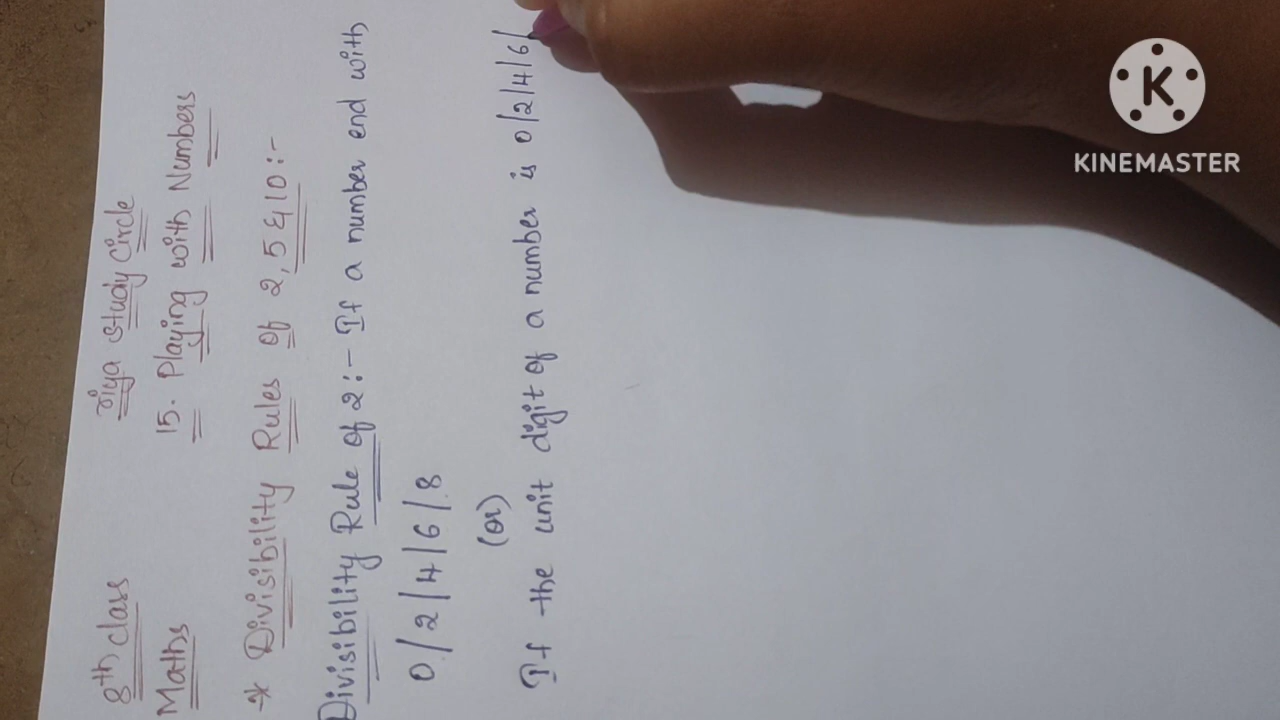 8th class riya study circle
Maths 15. Playing with Numbers
* Divisibility Rules of 2, 5 & 10 :-
Divisibility Rule of 2 :- If a number end with
0/2/4/6/8
(or)
If the unit digit of a number is 0/2/4/6/
K
KINEMASTER